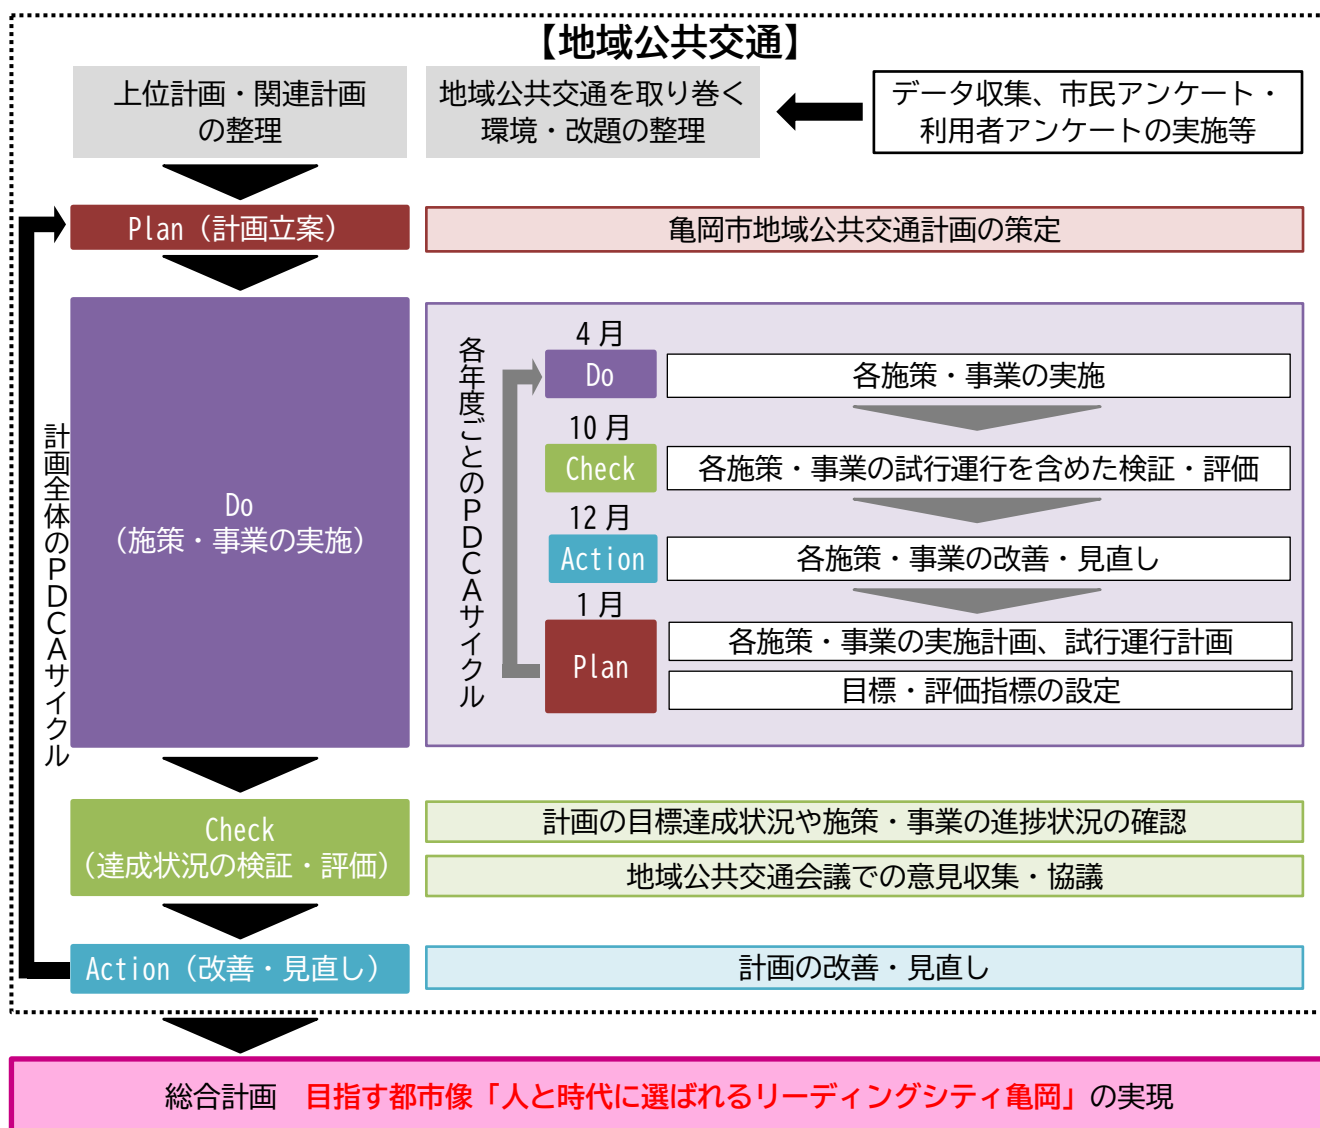 【地域公共交通】
上位計画・関連計画
の整理
地域公共交通を取り巻く
環境・改題の整理
データ収集、市民アンケート・
利用者アンケートの実施等
Plan（計画立案）
亀岡市地域公共交通計画の策定
計画全体のPDCAサイクル
Do
（施策・事業の実施）
各年度ごとのPDCAサイクル
4月
Do
各施策・事業の実施
10月
Check
各施策・事業の試行運行を含めた検証・評価
12月
Action
各施策・事業の改善・見直し
1月
Plan
各施策・事業の実施計画、試行運行計画
目標・評価指標の設定
Check
（達成状況の検証・評価）
計画の目標達成状況や施策・事業の進捗状況の確認
地域公共交通会議での意見収集・協議
Action（改善・見直し）
計画の改善・見直し
総合計画　目指す都市像「人と時代に選ばれるリーディングシティ亀岡」の実現